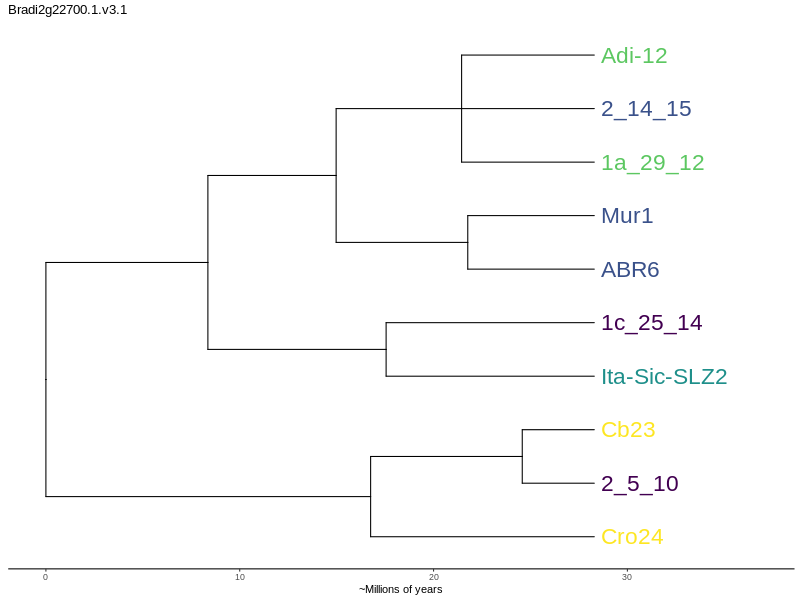 Bradi2g22700.1.v3.1
Adi-12
2_14_15
1a_29_12
Mur1
ABR6
1c_25_14
Ita-Sic-SLZ2
Cb23
2_5_10
Cro24
0 10 20 30
~Millions of years